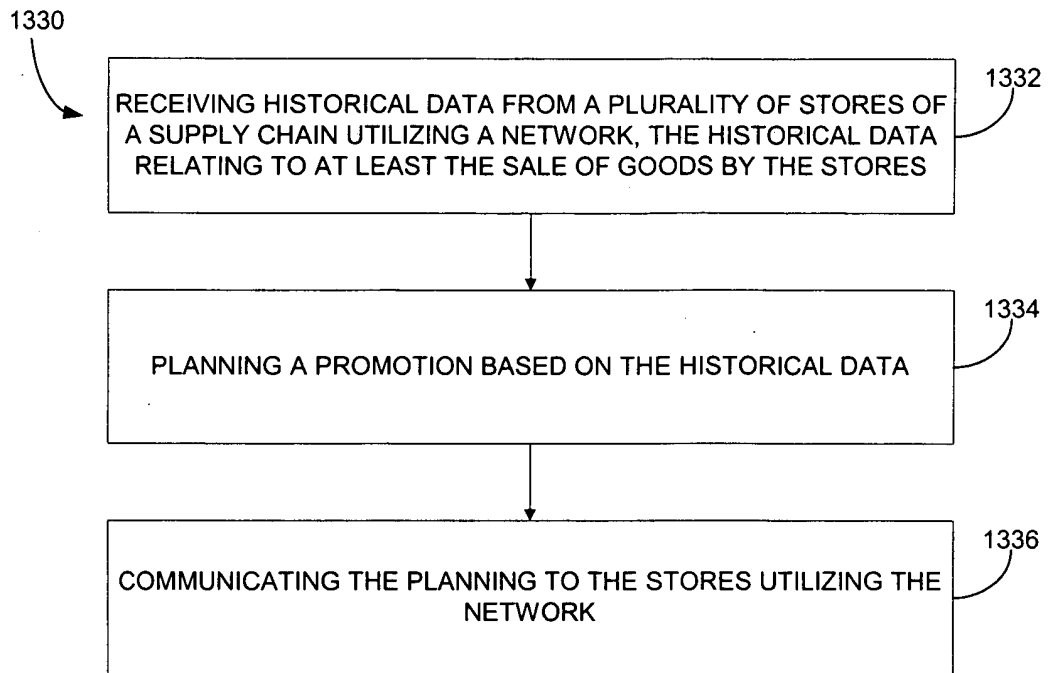 1330
1332
RECEIVING HISTORICAL DATA FROM A PLURALITY OF STORES OF
A SUPPLY CHAIN UTILIZING A NETWORK, THE HISTORICAL DATA
RELATING TO AT LEAST THE SALE OF GOODS BY THE STORES
1334
PLANNING A PROMOTION BASED ON THE HISTORICAL DATA
1336
COMMUNICATING THE PLANNING TO THE STORES UTILIZING THE
NETWORK